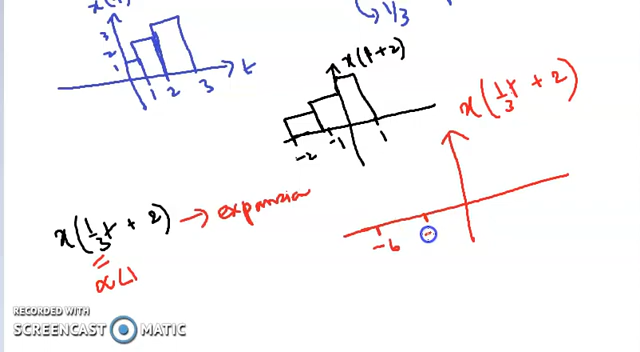 x(t)
3
2
1
1 2 3 t
↳ 1/3
x(t+2)
-2 -1 1
x(1/3 t + 2)
-6 -
x(1/3 t + 2) → expansion
α<1
RECORDED WITH
SCREENCAST MATIC